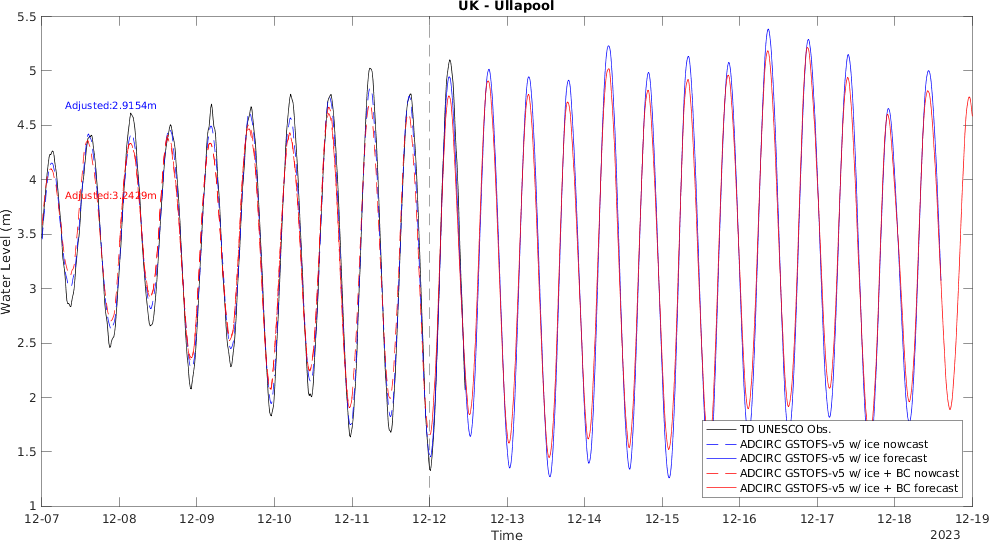 UK - Ullapool
5.5
5
4.5
4
3.5
3
2.5
2
1.5
1
Water Level (m)
Adjusted:2.9154m
Adjusted:3.2429m
TD UNESCO Obs.
ADCIRC GSTOFS-v5 w/ ice nowcast
ADCIRC GSTOFS-v5 w/ ice forecast
ADCIRC GSTOFS-v5 w/ ice + BC nowcast
ADCIRC GSTOFS-v5 w/ ice + BC forecast
12-07 12-08 12-09 12-10 12-11 12-12 12-13 12-14 12-15 12-16 12-17 12-18 12-19
Time
2023